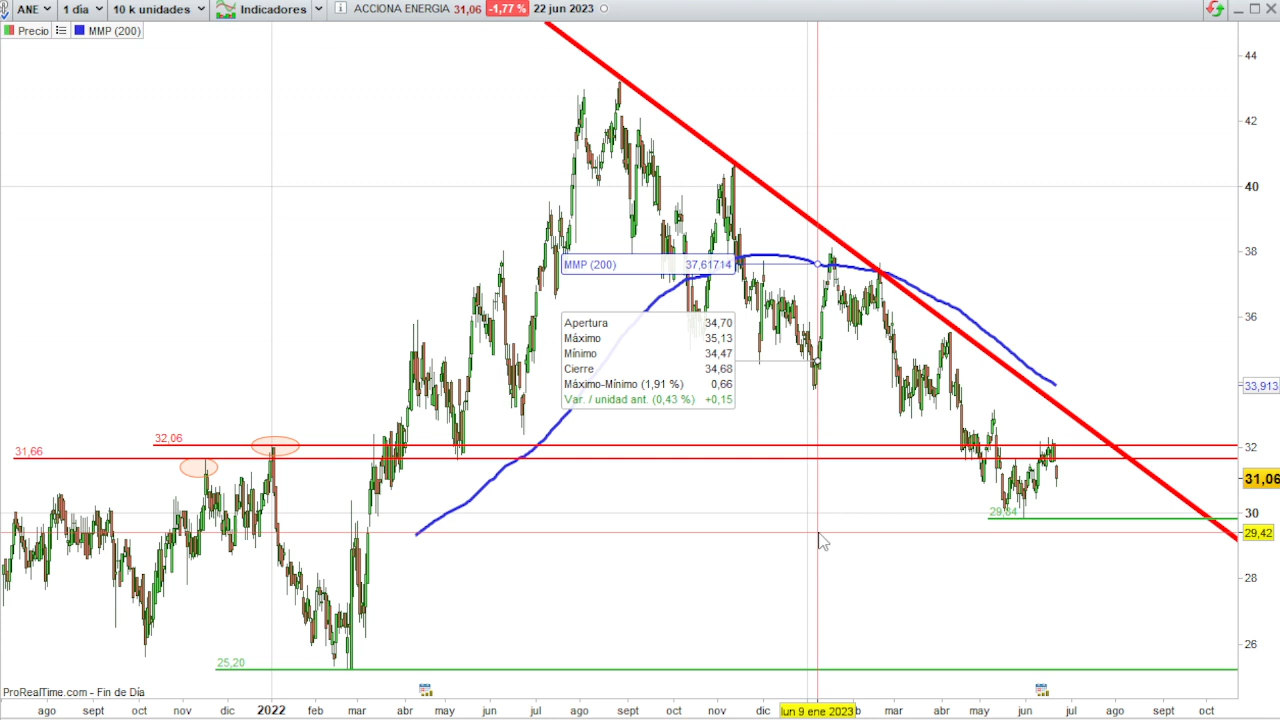 ANE 1 día 10 k unidades Indicadores ACCIONA ENERGIA 31,06 -1,77 % 22 jun 2023
Precio MMP (200)
44
42
40
38
MMP (200) 37,61714
36
Apertura 34,70
Máximo 35,13
Mínimo 34,47
Cierre 34,68
Máximo-Mínimo (1,91 %) 0,66
Var. / unidad ant. (0,43 %) +0,15
33,913
32,06
32
31,66
31,06
29,84
30
29,42
28
25,20
26
ProRealTime.com - Fin de Día
ago sept oct nov dic 2022 feb mar abr may jun jul ago sept oct nov dic lun 9 ene 2023 mar abr may jun jul ago sept oct